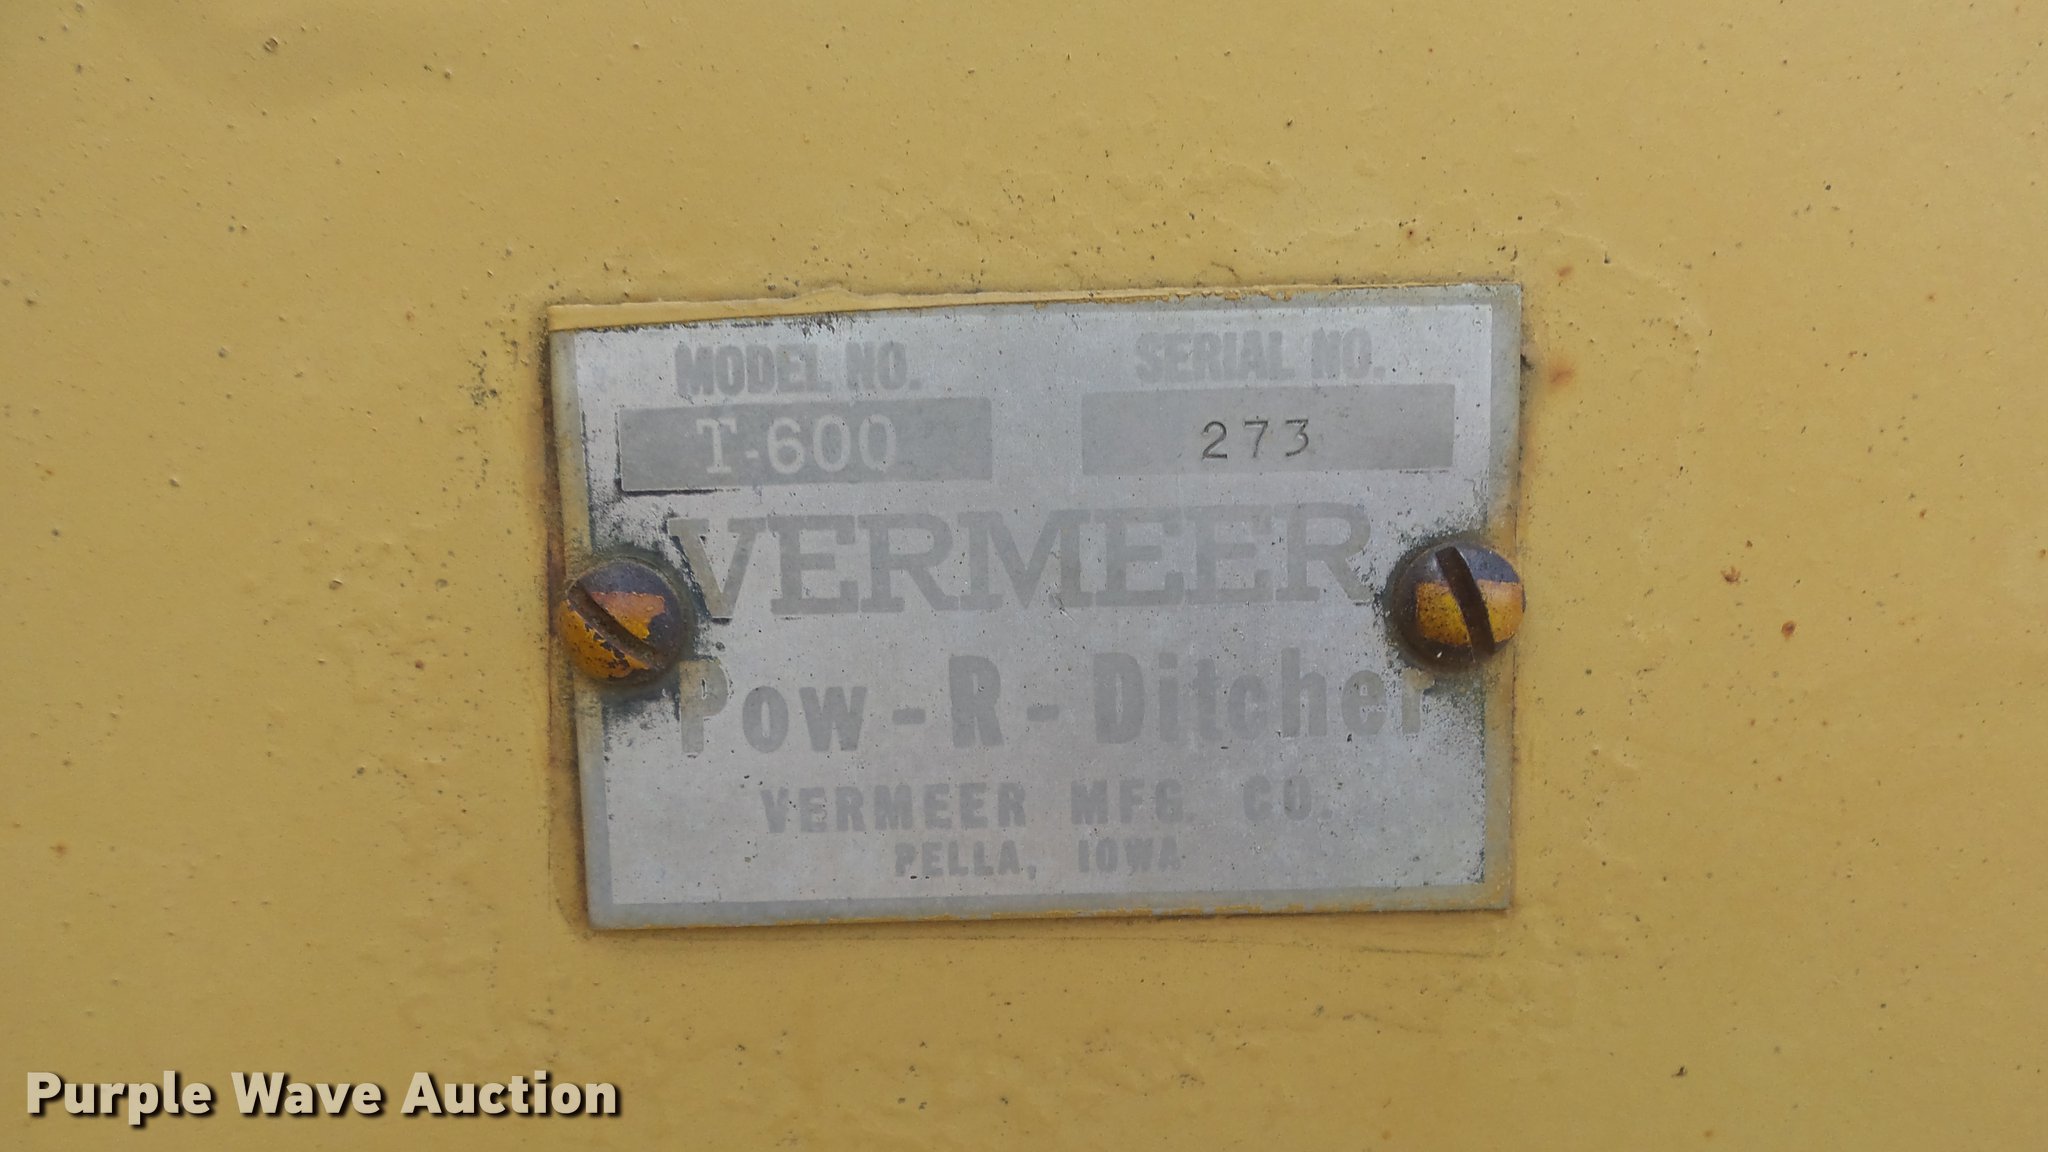 MODEL NO. SERIAL NO.
T-600 273
VERMEER
Pow-R-Ditcher
VERMEER MFG. CO.
PELLA, IOWA
Purple Wave Auction